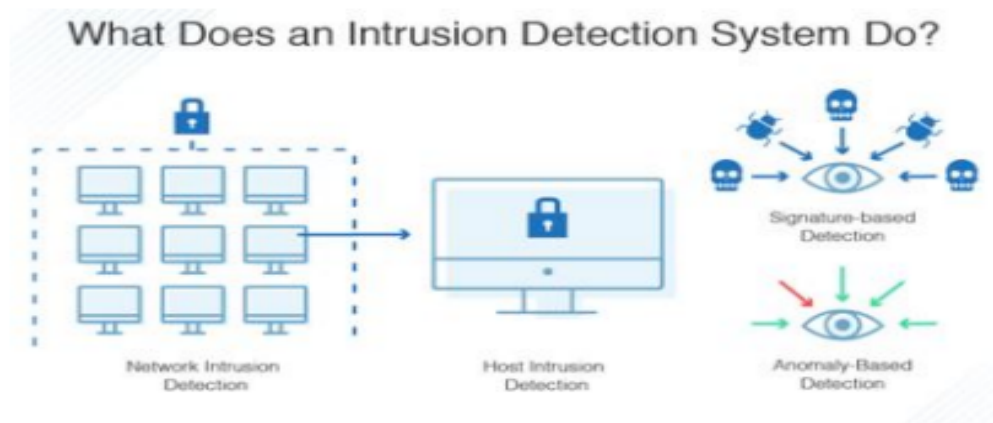 What Does an Intrusion Detection System Do?
Network Intrusion
Detection
Host Intrusion
Detection
Signature-based
Detection
Anomaly-Based
Detection